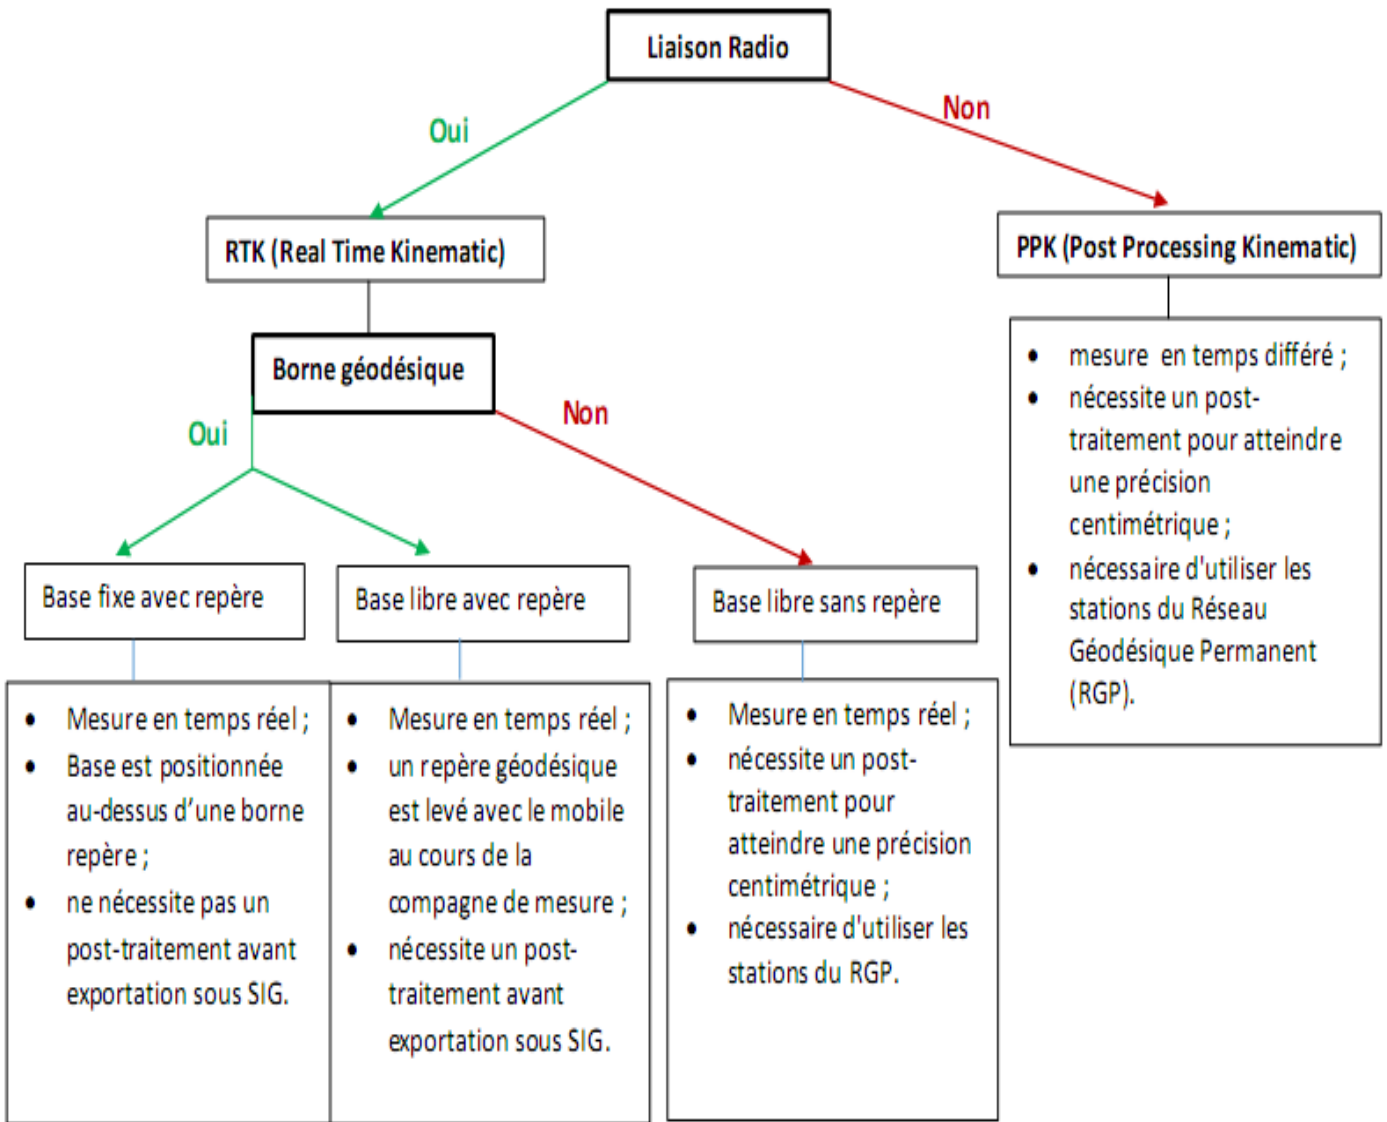 Liaison Radio
Oui
Non
RTK (Real Time Kinematic)
PPK (Post Processing Kinematic)
Borne géodésique
Oui
Non
• mesure en temps différé ;
• nécessite un post-
traitement pour atteindre
une précision
centimétrique ;
• nécessaire d'utiliser les
stations du Réseau
Géodésique Permanent
(RGP).
Base fixe avec repère
Base libre avec repère
Base libre sans repère
• Mesure en temps réel ;
• Base est positionnée
au-dessus d’une borne
repère ;
• ne nécessite pas un
post-traitement avant
exportation sous SIG.
• Mesure en temps réel ;
• un repère géodésique
est levé avec le mobile
au cours de la
compagne de mesure ;
• nécessite un post-
traitement avant
exportation sous SIG.
• Mesure en temps réel ;
• nécessite un post-
traitement pour
atteindre une précision
centimétrique ;
• nécessaire d'utiliser les
stations du RGP.